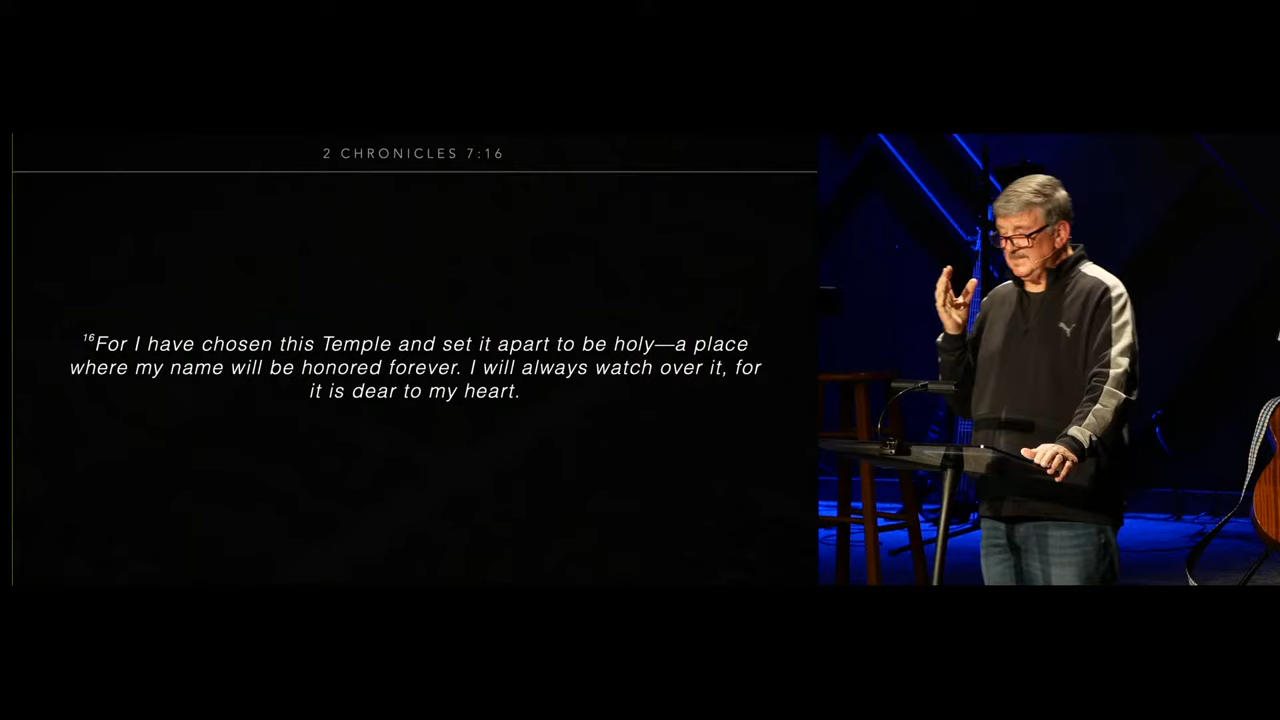 2 CHRONICLES 7:16
¹⁶For I have chosen this Temple and set it apart to be holy—a place
where my name will be honored forever. I will always watch over it, for
it is dear to my heart.